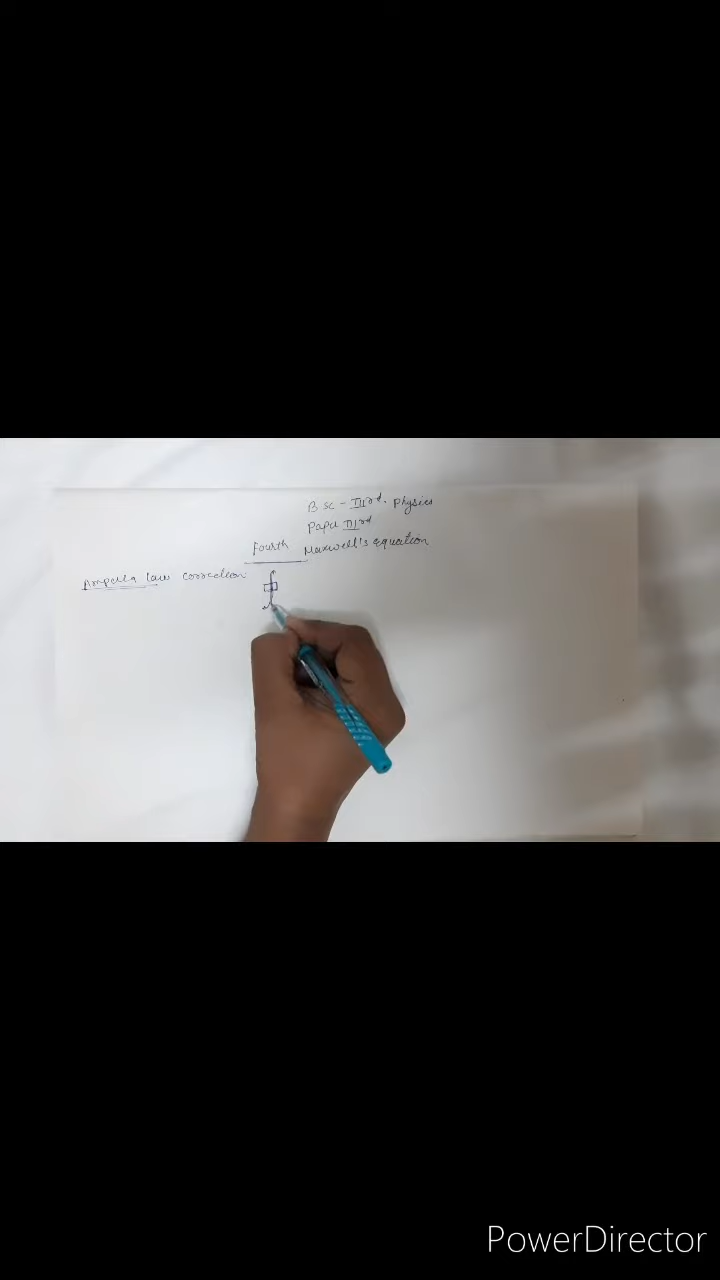 B sc - IIIrd. Physics
Paper IIIrd
Fourth Maxwell's equation
Ampere's law correction
PowerDirector